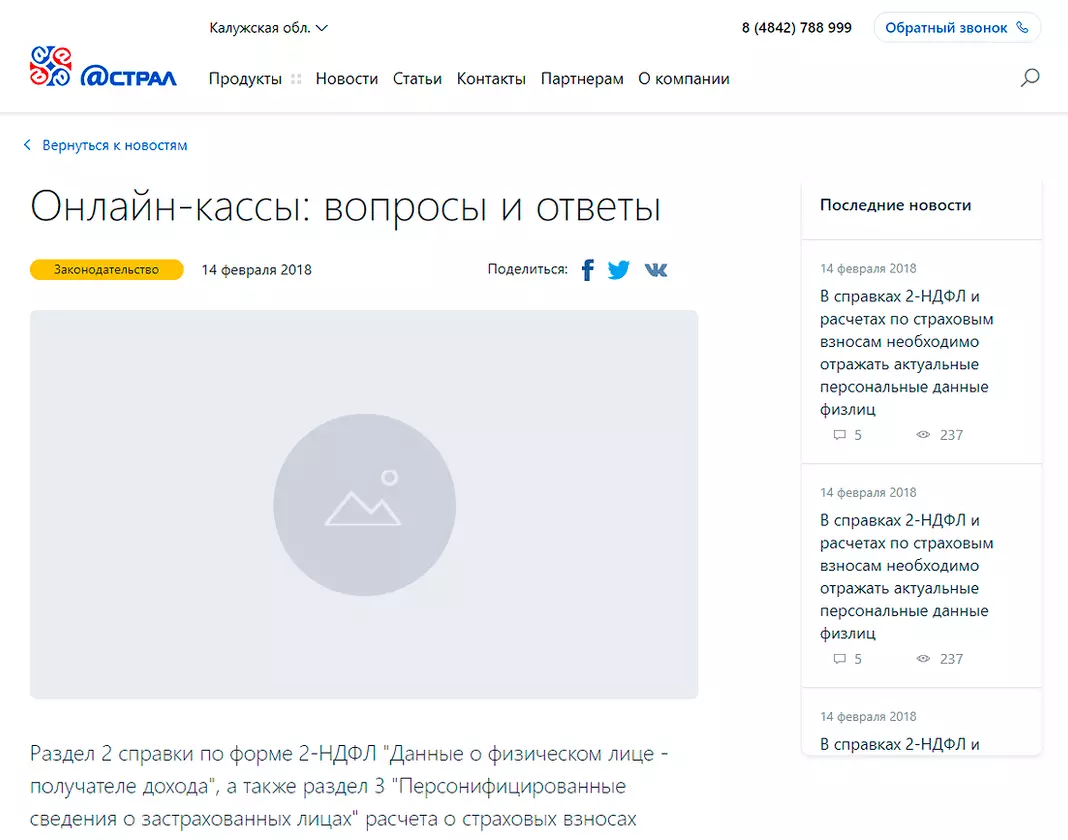 Калужская обл.
8 (4842) 788 999
Обратный звонок
@СТРАЛ
Продукты
Новости
Статьи
Контакты
Партнерам
О компании
Вернуться к новостям
Онлайн-кассы: вопросы и ответы
Законодательство
14 февраля 2018
Поделиться:
Раздел 2 справки по форме 2-НДФЛ "Данные о физическом лице -
получателе дохода", а также раздел 3 "Персонифицированные
сведения о застрахованных лицах" расчета о страховых взносах
Последние новости
14 февраля 2018
В справках 2-НДФЛ и
расчетах по страховым
взносам необходимо
отражать актуальные
персональные данные
физлиц
5
237
14 февраля 2018
В справках 2-НДФЛ и
расчетах по страховым
взносам необходимо
отражать актуальные
персональные данные
физлиц
5
237
14 февраля 2018
В справках 2-НДФЛ и